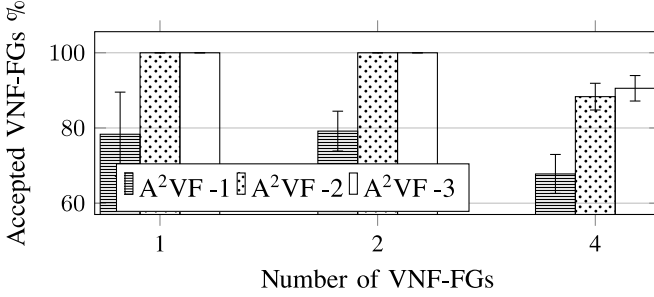 Accepted VNF-FGs %
100
80
60
A²VF -1 A²VF -2 A²VF -3
1 2 4
Number of VNF-FGs